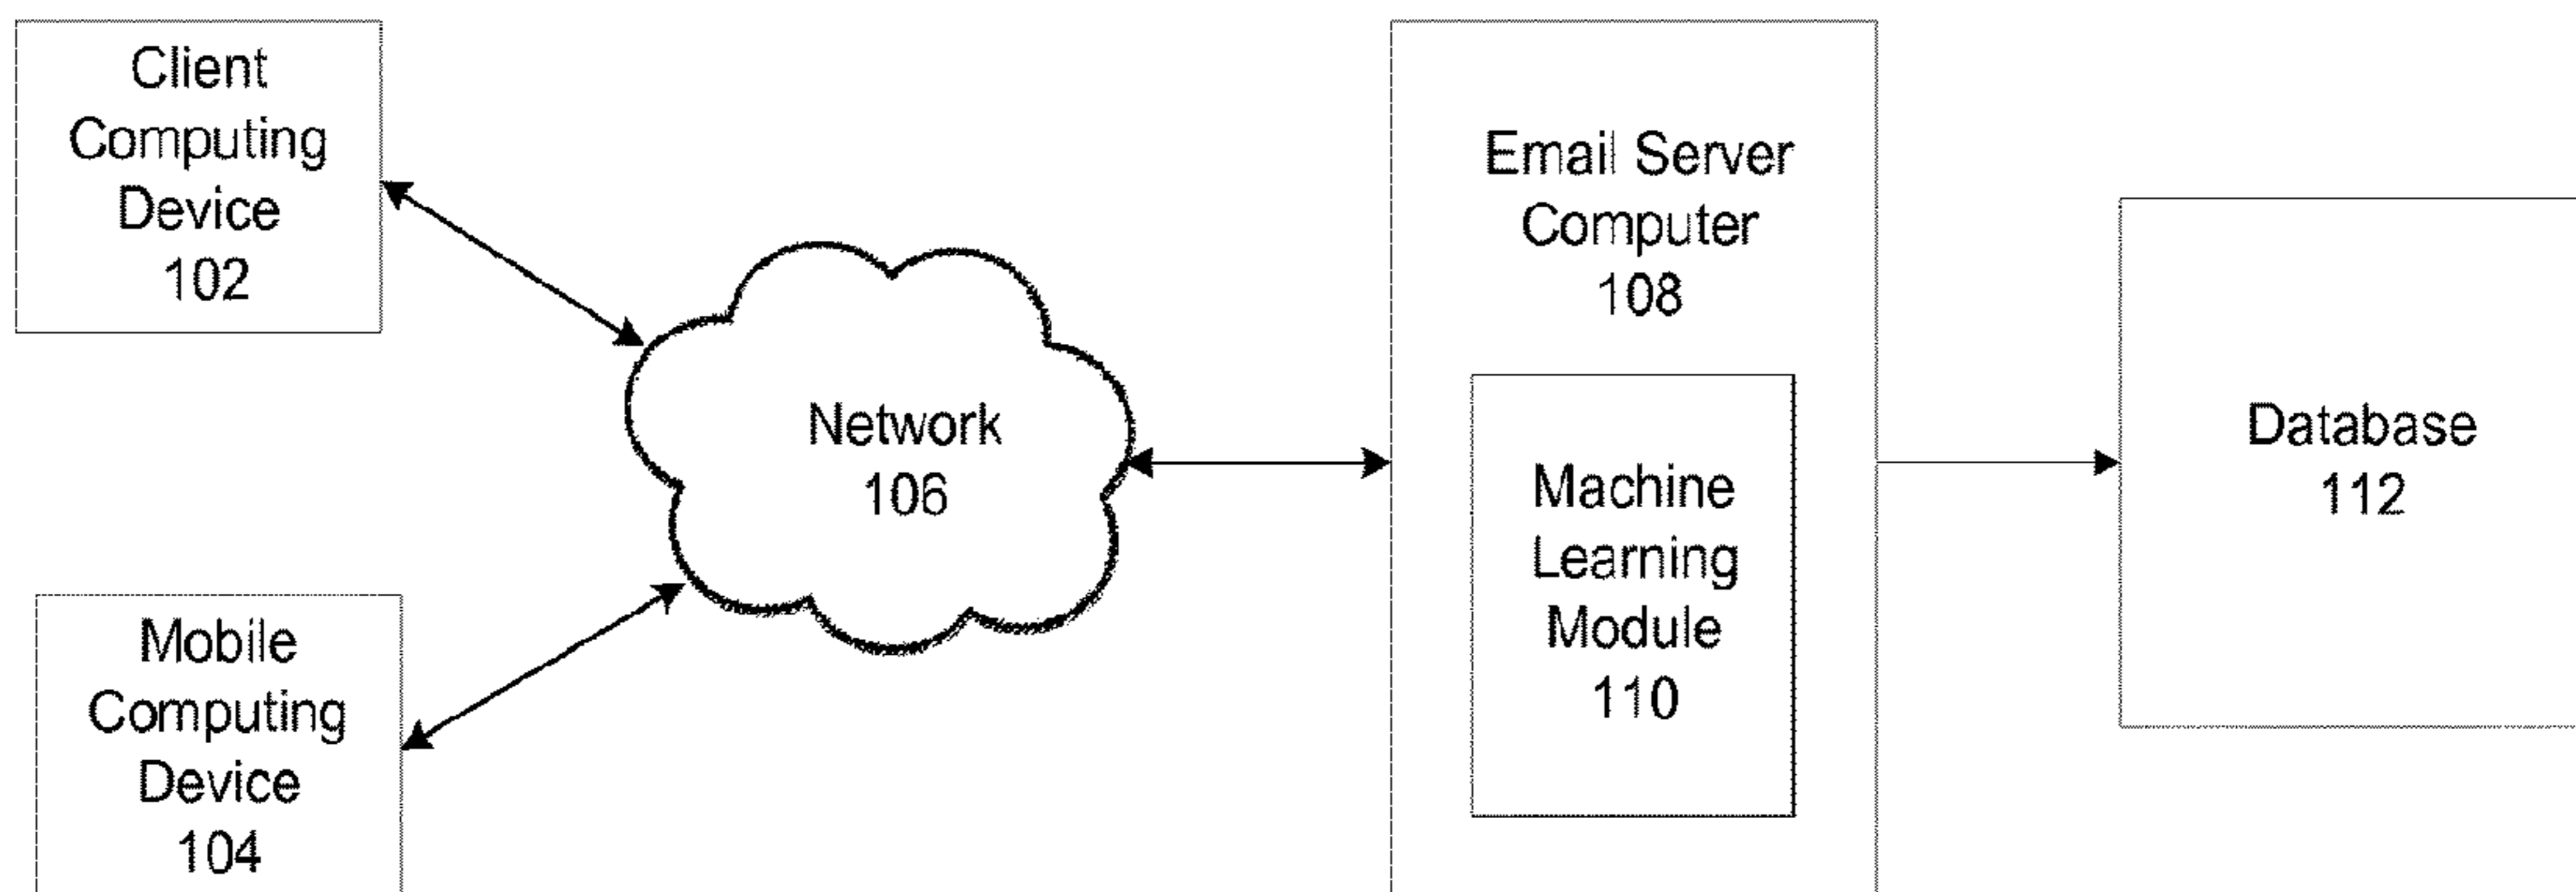 Client
Computing
Device
102
Mobile
Computing
Device
104
Network
106
Email Server
Computer
108
Machine
Learning
Module
110
Database
112